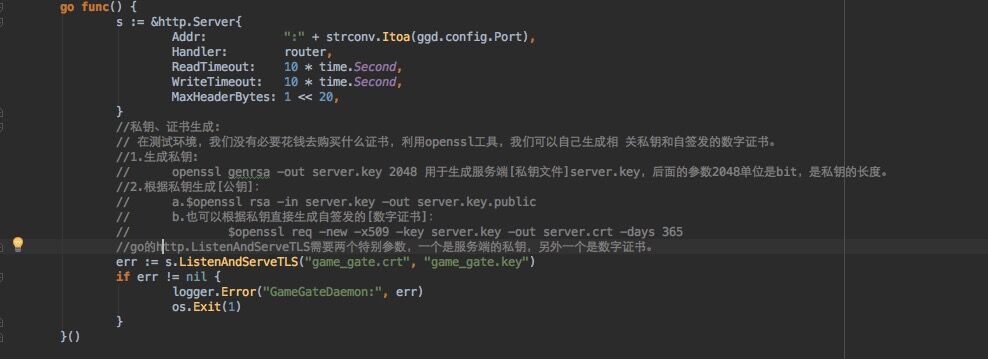 go func() {
s := &http.Server{
Addr:           ":" + strconv.Itoa(ggd.config.Port),
Handler:        router,
ReadTimeout:    10 * time.Second,
WriteTimeout:   10 * time.Second,
MaxHeaderBytes: 1 << 20,
}
//私钥、证书生成:
// 在测试环境，我们没有必要花钱去购买什么证书，利用openssl工具，我们可以自己生成相 关私钥和自签发的数字证书。
//1.生成私钥:
//      openssl genrsa -out server.key 2048 用于生成服务端[私钥文件]server.key，后面的参数2048单位是bit，是私钥的长度。
//2.根据私钥生成[公钥]:
//      a.$openssl rsa -in server.key -out server.key.public
//      b.也可以根据私钥直接生成自签发的[数字证书]:
//              $openssl req -new -x509 -key server.key -out server.crt -days 365
//go的http.ListenAndServeTLS需要两个特别参数，一个是服务端的私钥，另外一个是数字证书。
err := s.ListenAndServeTLS("game_gate.crt", "game_gate.key")
if err != nil {
logger.Error("GameGateDaemon:", err)
os.Exit(1)
}
}()